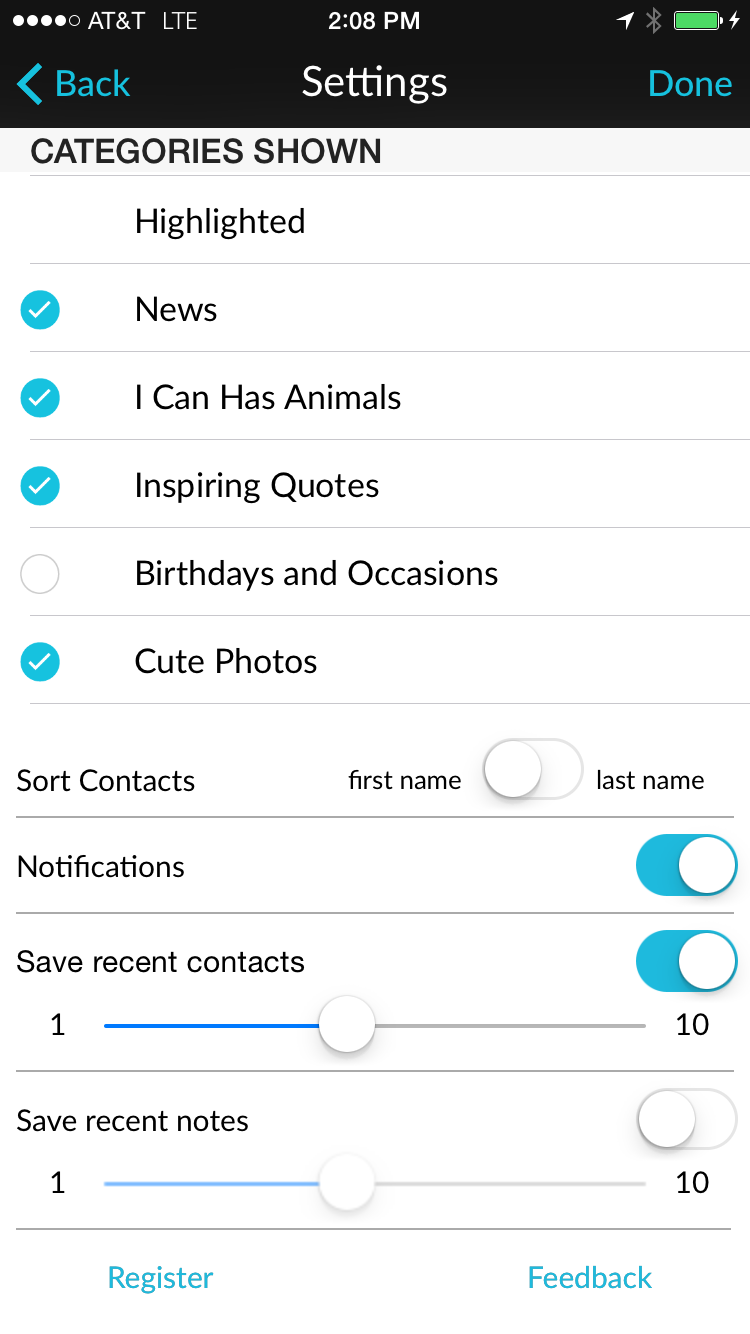 AT&T LTE 2:08 PM
Back Settings Done
CATEGORIES SHOWN
Highlighted
News
I Can Has Animals
Inspiring Quotes
Birthdays and Occasions
Cute Photos
Sort Contacts first name last name
Notifications
Save recent contacts
1 10
Save recent notes
1 10
Register Feedback